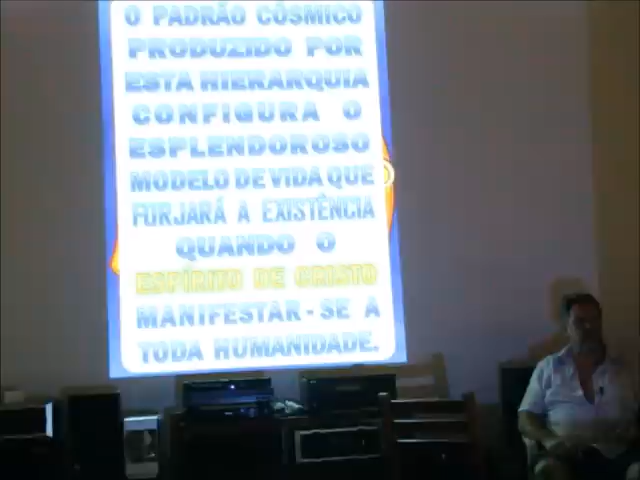 O PADRÃO CÓSMICO
PRODUZIDO POR
ESTA HIERARQUIA
CONFIGURA O
ESPLENDOROSO
MODELO DE VIDA QUE
FURJARÁ A EXISTÊNCIA
QUANDO O
ESPÍRITO DE CRISTO
MANIFESTAR-SE A
TODA HUMANIDADE.